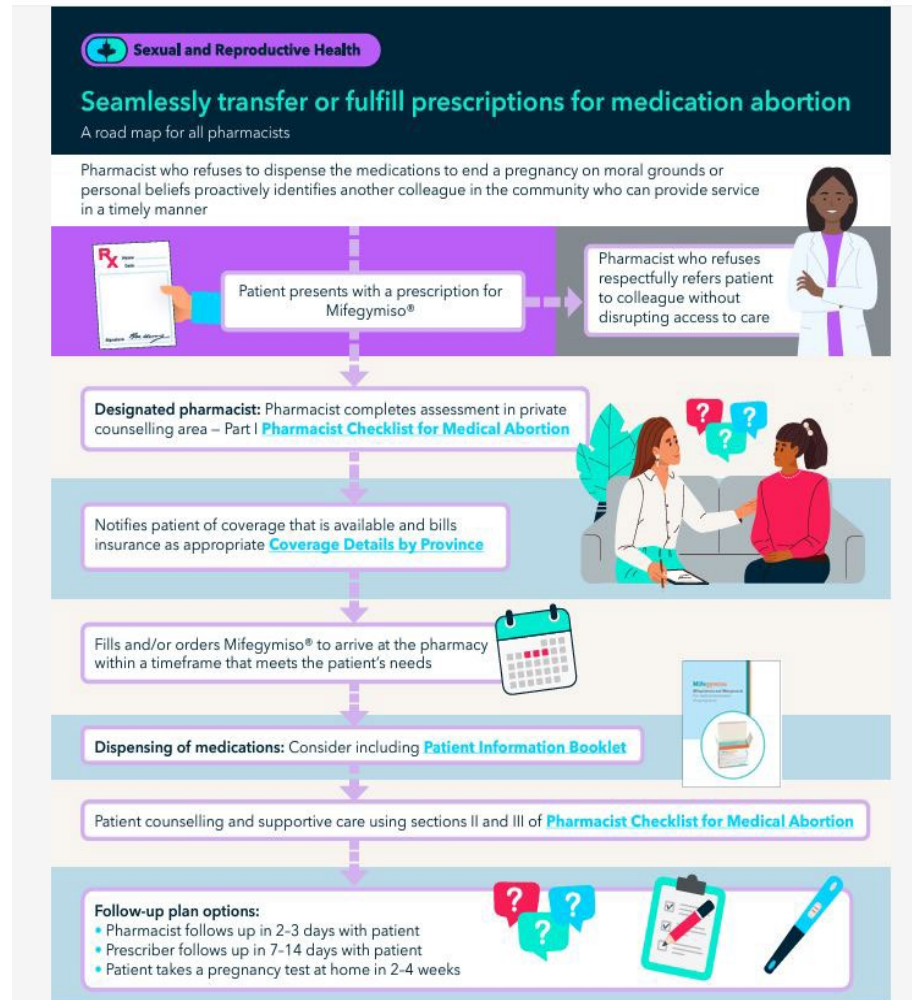 Sexual and Reproductive Health
Seamlessly transfer or fulfill prescriptions for medication abortion
A road map for all pharmacists
Pharmacist who refuses to dispense the medications to end a pregnancy on moral grounds or
personal beliefs proactively identifies another colleague in the community who can provide service
in a timely manner
Rx
Name
Date
Patient presents with a prescription for
Mifegymiso®
Pharmacist who refuses
respectfully refers patient
to colleague without
disrupting access to care
Designated pharmacist: Pharmacist completes assessment in private
counselling area – Part I Pharmacist Checklist for Medical Abortion
? ? ?
Notifies patient of coverage that is available and bills
insurance as appropriate Coverage Details by Province
Fills and/or orders Mifegymiso® to arrive at the pharmacy
within a timeframe that meets the patient's needs
Mifegymiso
Dispensing of medications: Consider including Patient Information Booklet
Patient counselling and supportive care using sections II and III of Pharmacist Checklist for Medical Abortion
Follow-up plan options:
• Pharmacist follows up in 2–3 days with patient
• Prescriber follows up in 7–14 days with patient
• Patient takes a pregnancy test at home in 2–4 weeks
? ? ?